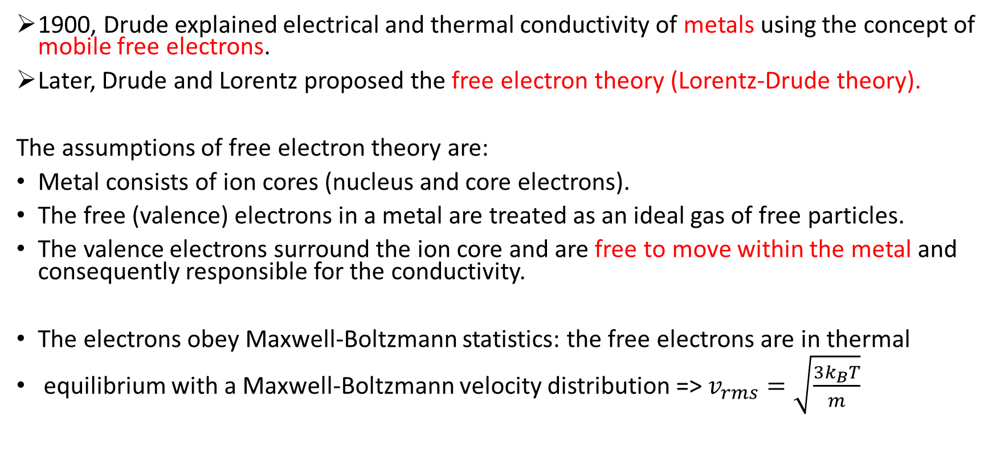 ➢1900, Drude explained electrical and thermal conductivity of metals using the concept of
mobile free electrons.
➢Later, Drude and Lorentz proposed the free electron theory (Lorentz-Drude theory).
The assumptions of free electron theory are:
• Metal consists of ion cores (nucleus and core electrons).
• The free (valence) electrons in a metal are treated as an ideal gas of free particles.
• The valence electrons surround the ion core and are free to move within the metal and
consequently responsible for the conductivity.
• The electrons obey Maxwell-Boltzmann statistics: the free electrons are in thermal
• equilibrium with a Maxwell-Boltzmann velocity distribution => $v_{rms} = \sqrt{\frac{3k_BT}{m}}$